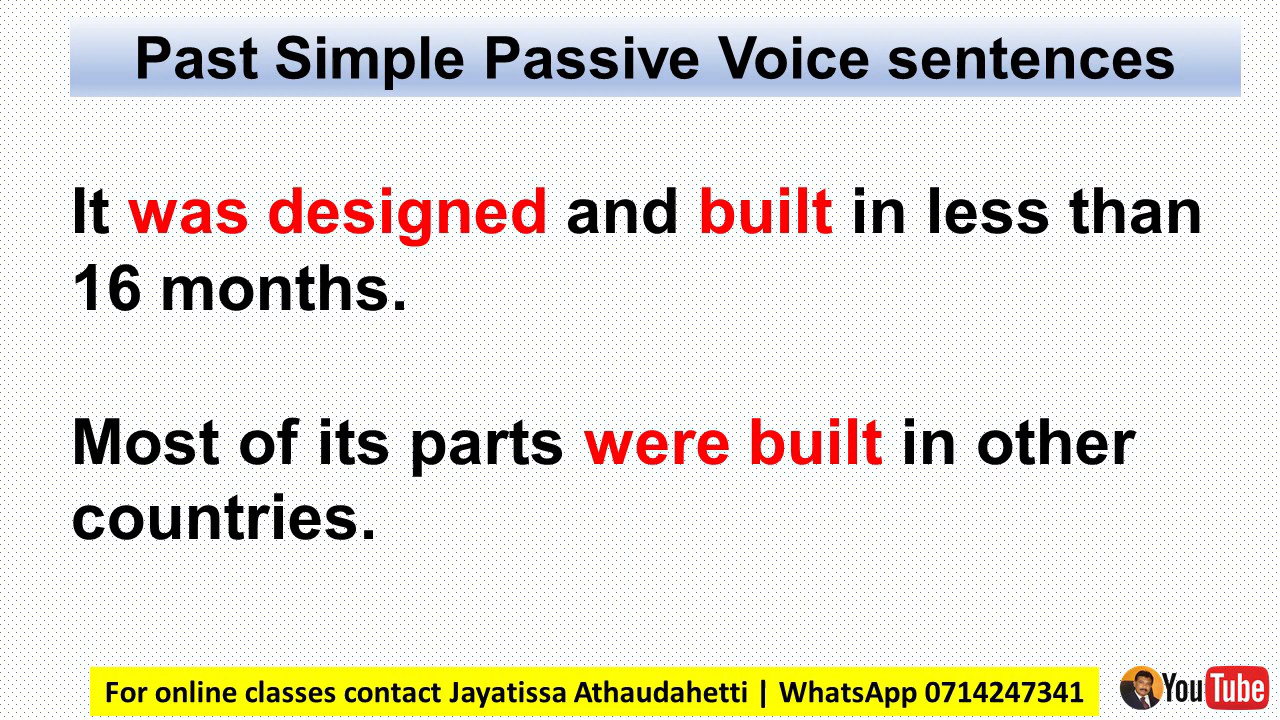 Past Simple Passive Voice sentences
It was designed and built in less than
16 months.
Most of its parts were built in other
countries.
For online classes contact Jayatissa Athaudahetti | WhatsApp 0714247341
YouTube